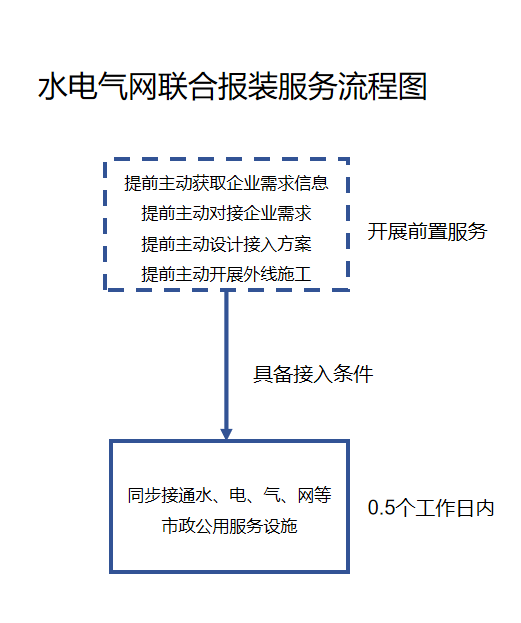 水电气网联合报装服务流程图
提前主动获取企业需求信息
提前主动对接企业需求
提前主动设计接入方案
提前主动开展外线施工
开展前置服务
具备接入条件
同步接通水、电、气、网等
市政公用服务设施
0.5个工作日内